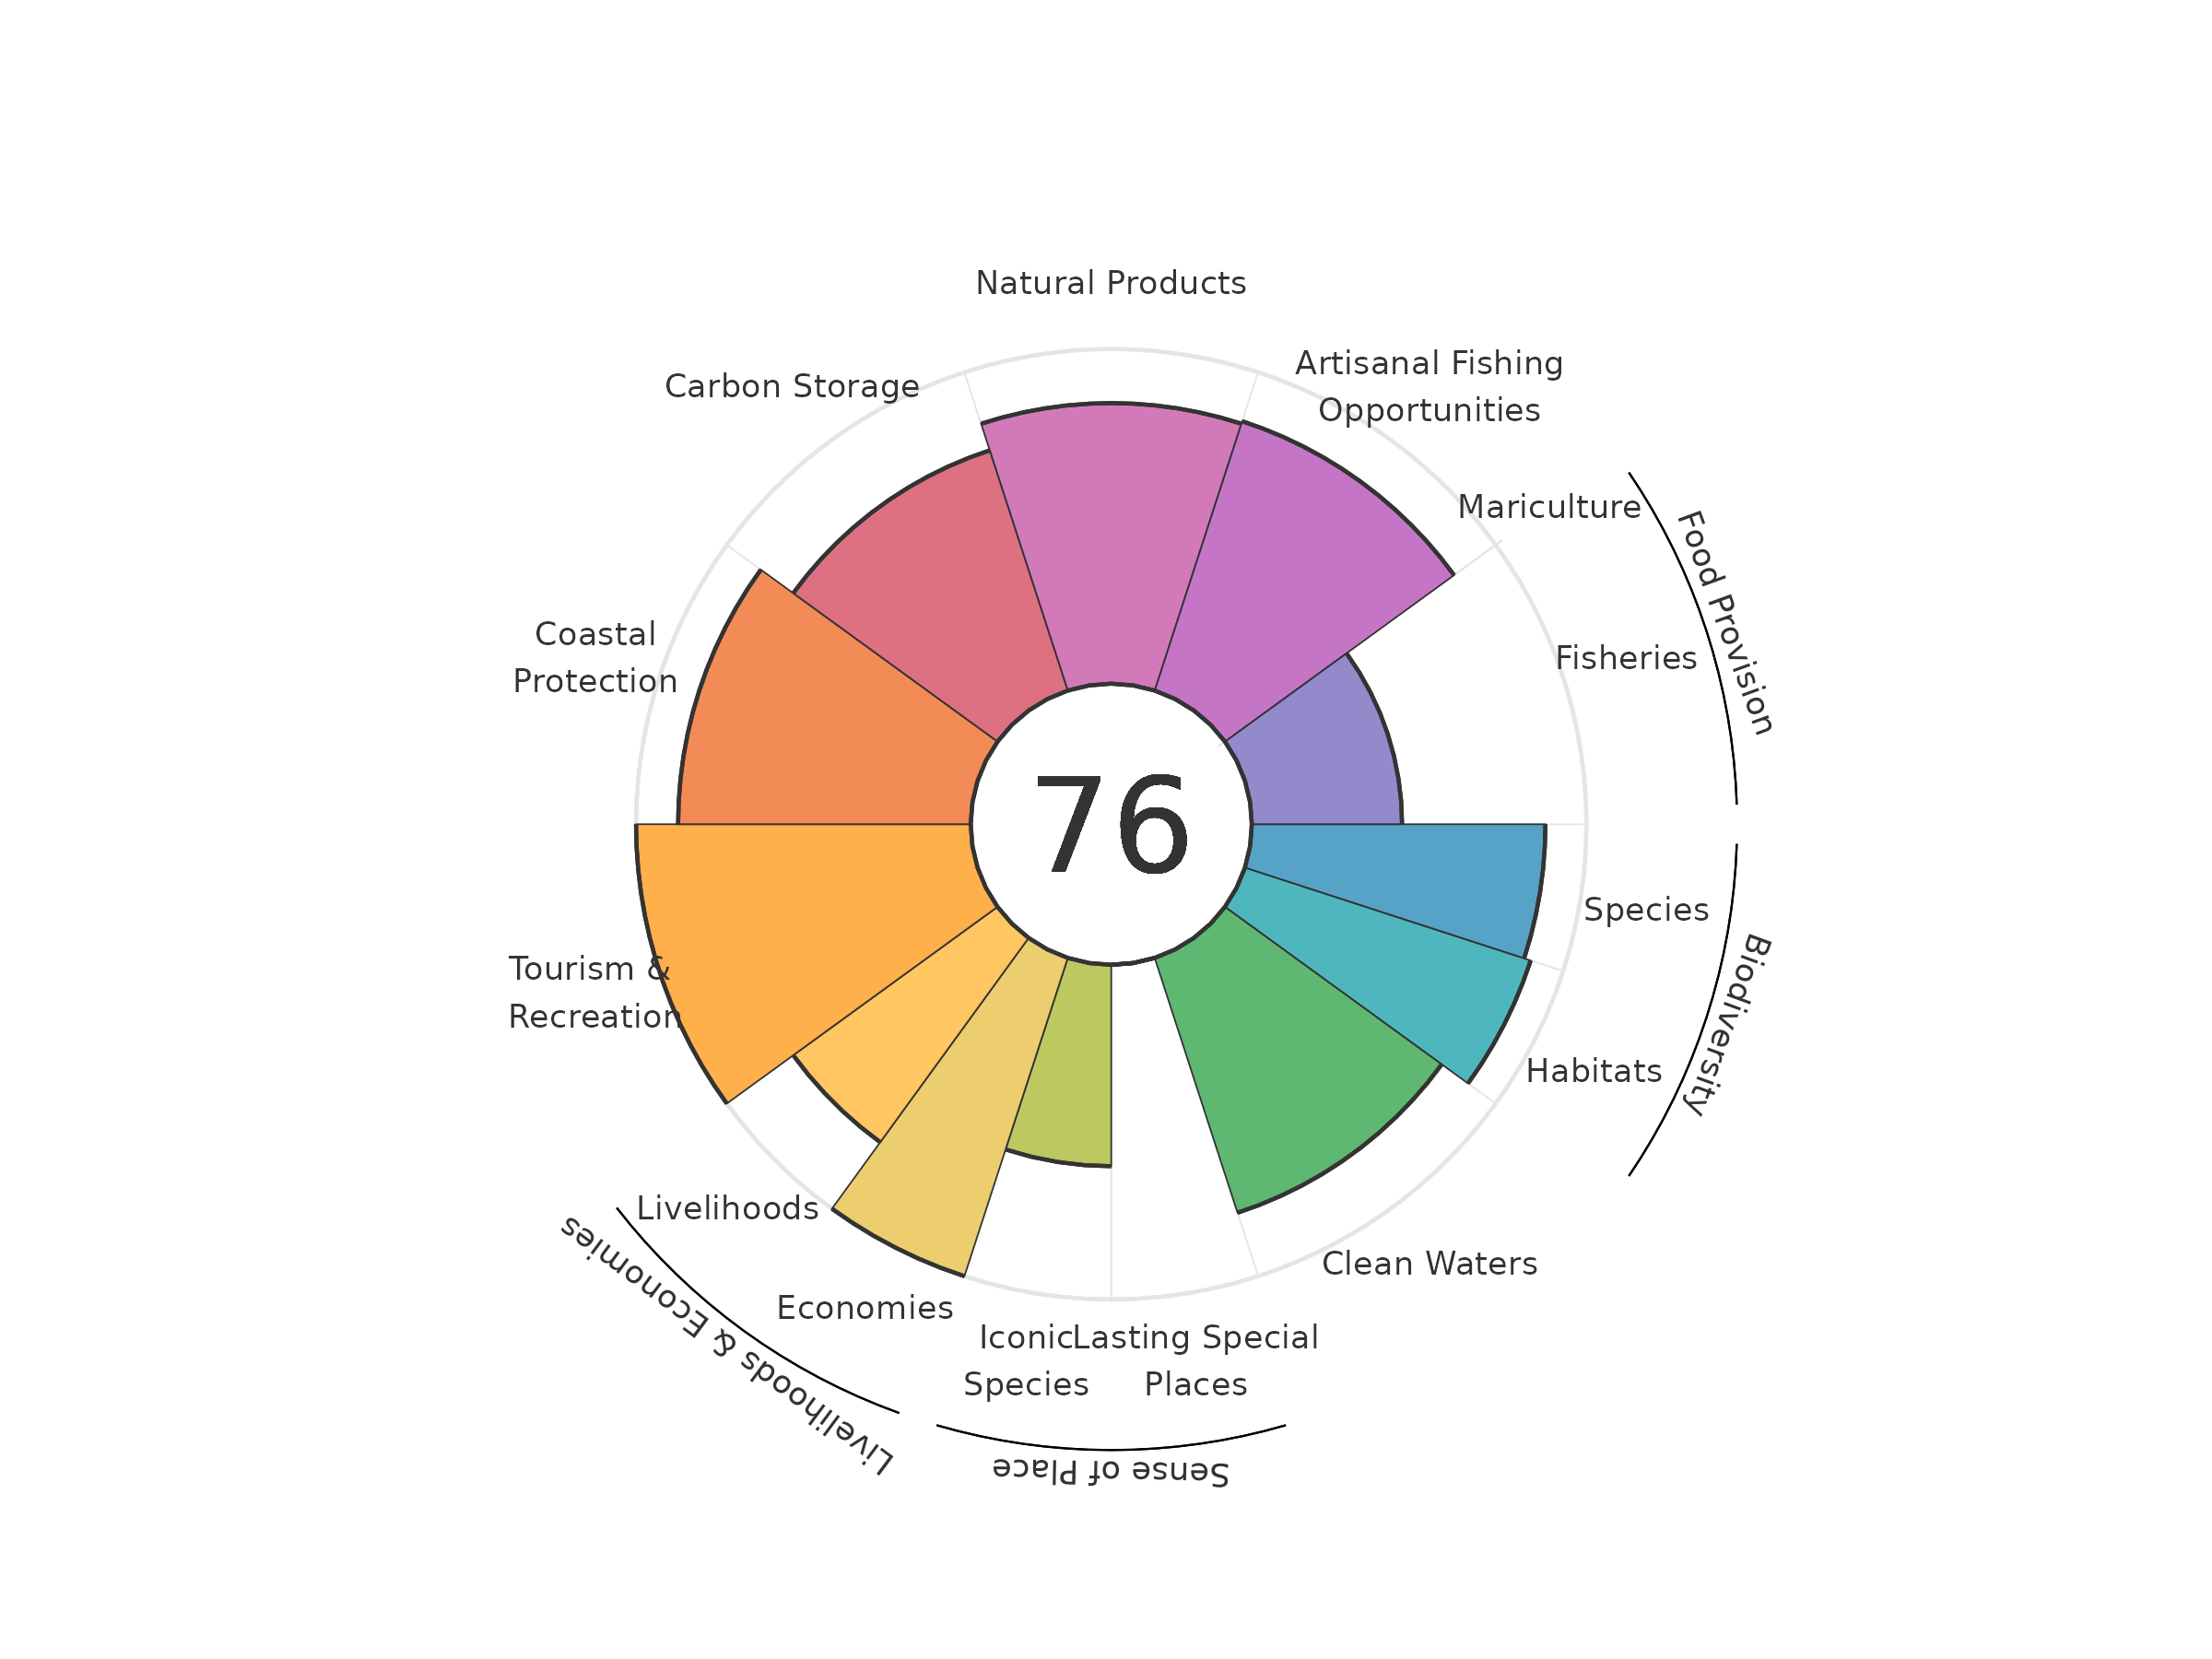 Natural Products
Carbon Storage
Artisanal Fishing
Opportunities
Mariculture
Food Provision
Fisheries
Coastal
Protection
76
Species
Biodiversity
Tourism &
Recreation
Habitats
Livelihoods
Clean Waters
Livelihoods & Economies
Economies
Iconic
Species
Lasting Special
Places
Sense of Place